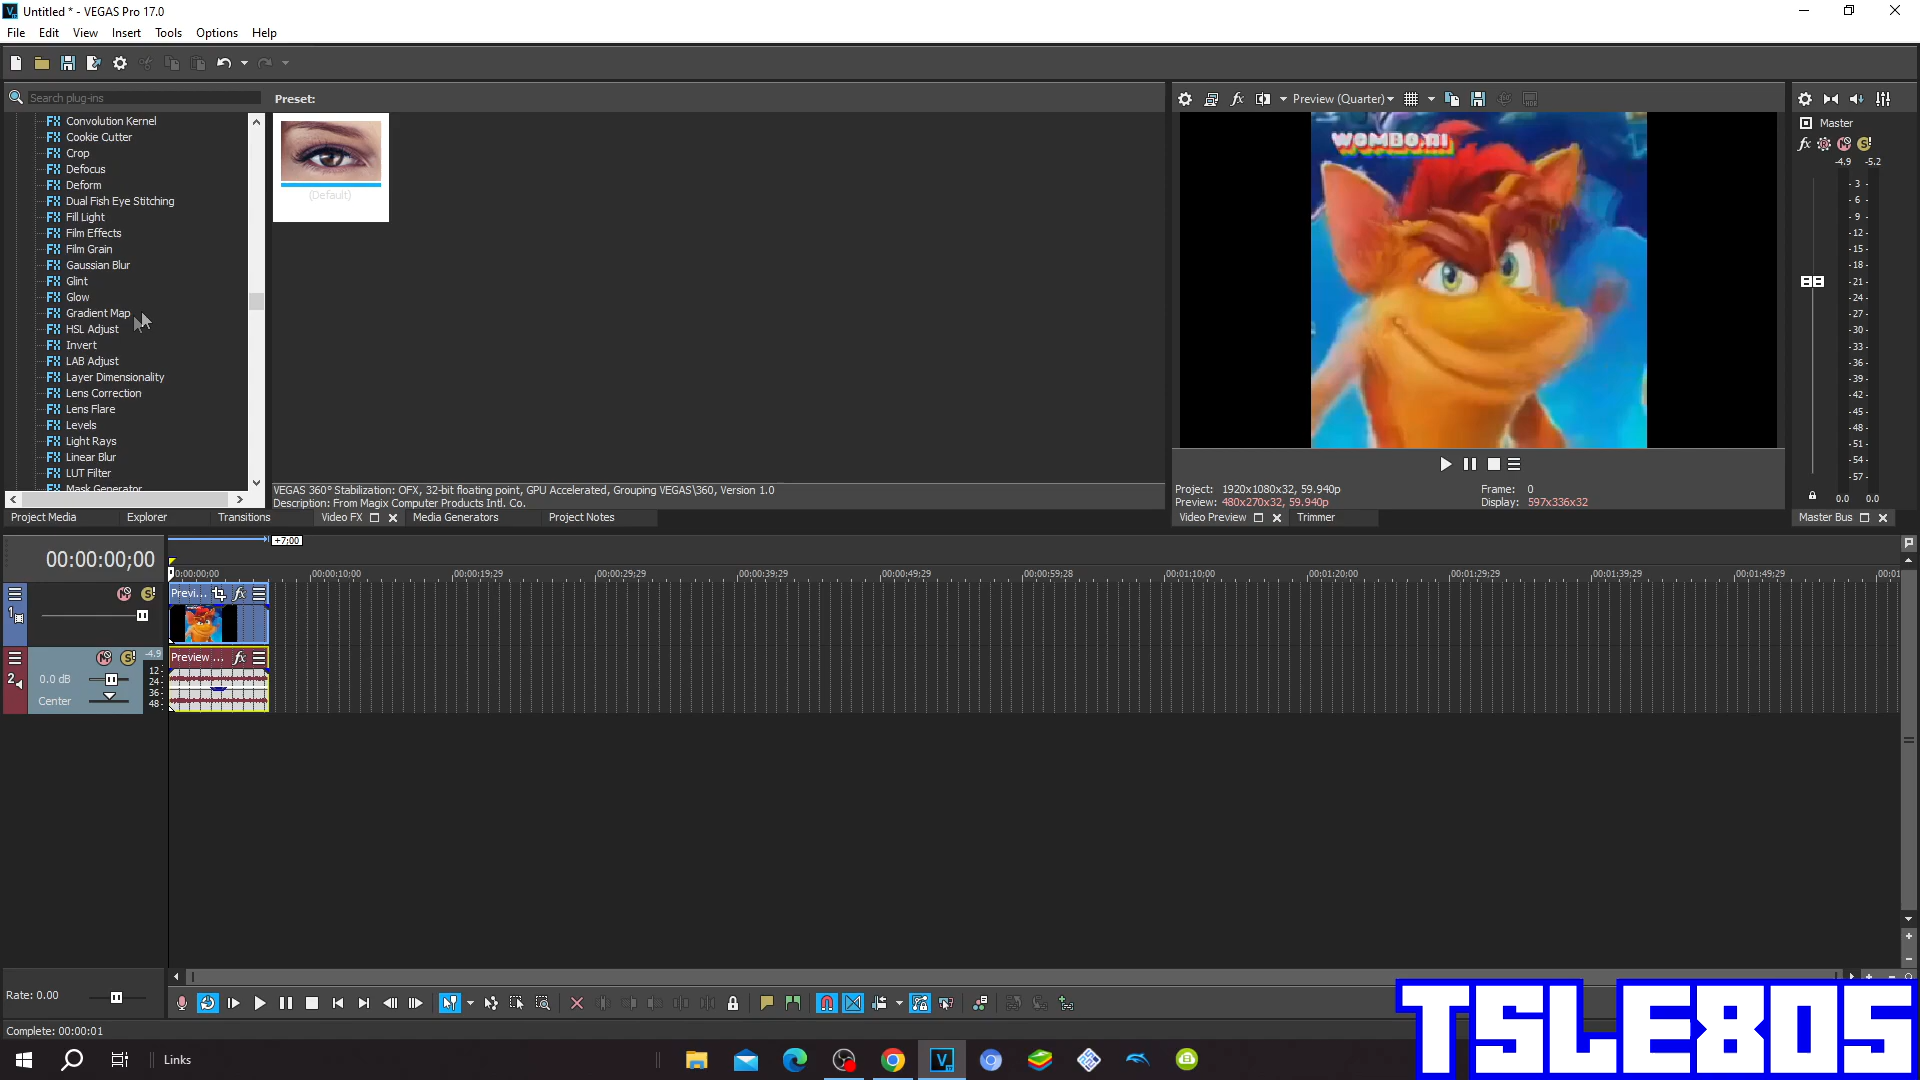 Untitled * - VEGAS Pro 17.0
File Edit View Insert Tools Options Help
Search plug-ins
Preset:
Convolution Kernel
Cookie Cutter
Crop
Defocus
Deform
Dual Fish Eye Stitching
Fill Light
Film Effects
Film Grain
Gaussian Blur
Glint
Glow
Gradient Map
HSL Adjust
Invert
LAB Adjust
Layer Dimensionality
Lens Correction
Lens Flare
Levels
Light Rays
Linear Blur
LUT Filter
Mask Generator
(Default)
VEGAS 360° Stabilization: OFX, 32-bit floating point, GPU Accelerated, Grouping VEGAS\360, Version 1.0
Description: From Magix Computer Products Intl. Co.
Project Media Explorer Transitions Video FX Media Generators Project Notes
Preview (Quarter)
WOMBO.AI
Project: 1920x1080x32, 59.940p
Preview: 480x270x32, 59.940p
Frame: 0
Display: 597x336x32
Video Preview Trimmer
Master
-4.9 -5.2
3
6
9
12
15
18
21
24
27
30
33
36
39
42
45
48
51
54
57
0.0 0.0
Master Bus
+7:00
00:00:00;00
0:00:00;00 00:00:10;00 00:00:19;29 00:00:29;29 00:00:39;29 00:00:49;29 00:00:59;28 00:01:10;00 00:01:20;00 00:01:29;29 00:01:39;29 00:01:49;29 00:01
1
Previ...
2
-4.9
12
24
36
48
0.0 dB
Center
Preview ...
Rate: 0.00
Complete: 00:00:01
Links
TSLE805